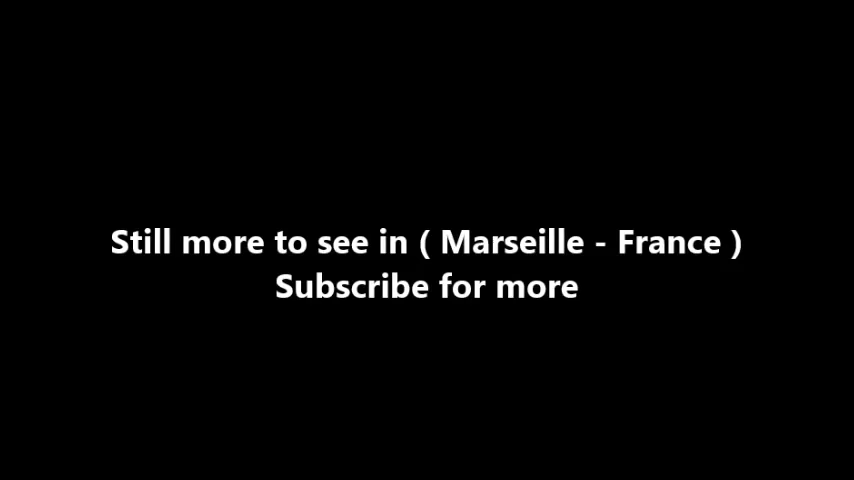 Still more to see in ( Marseille - France )
Subscribe for more